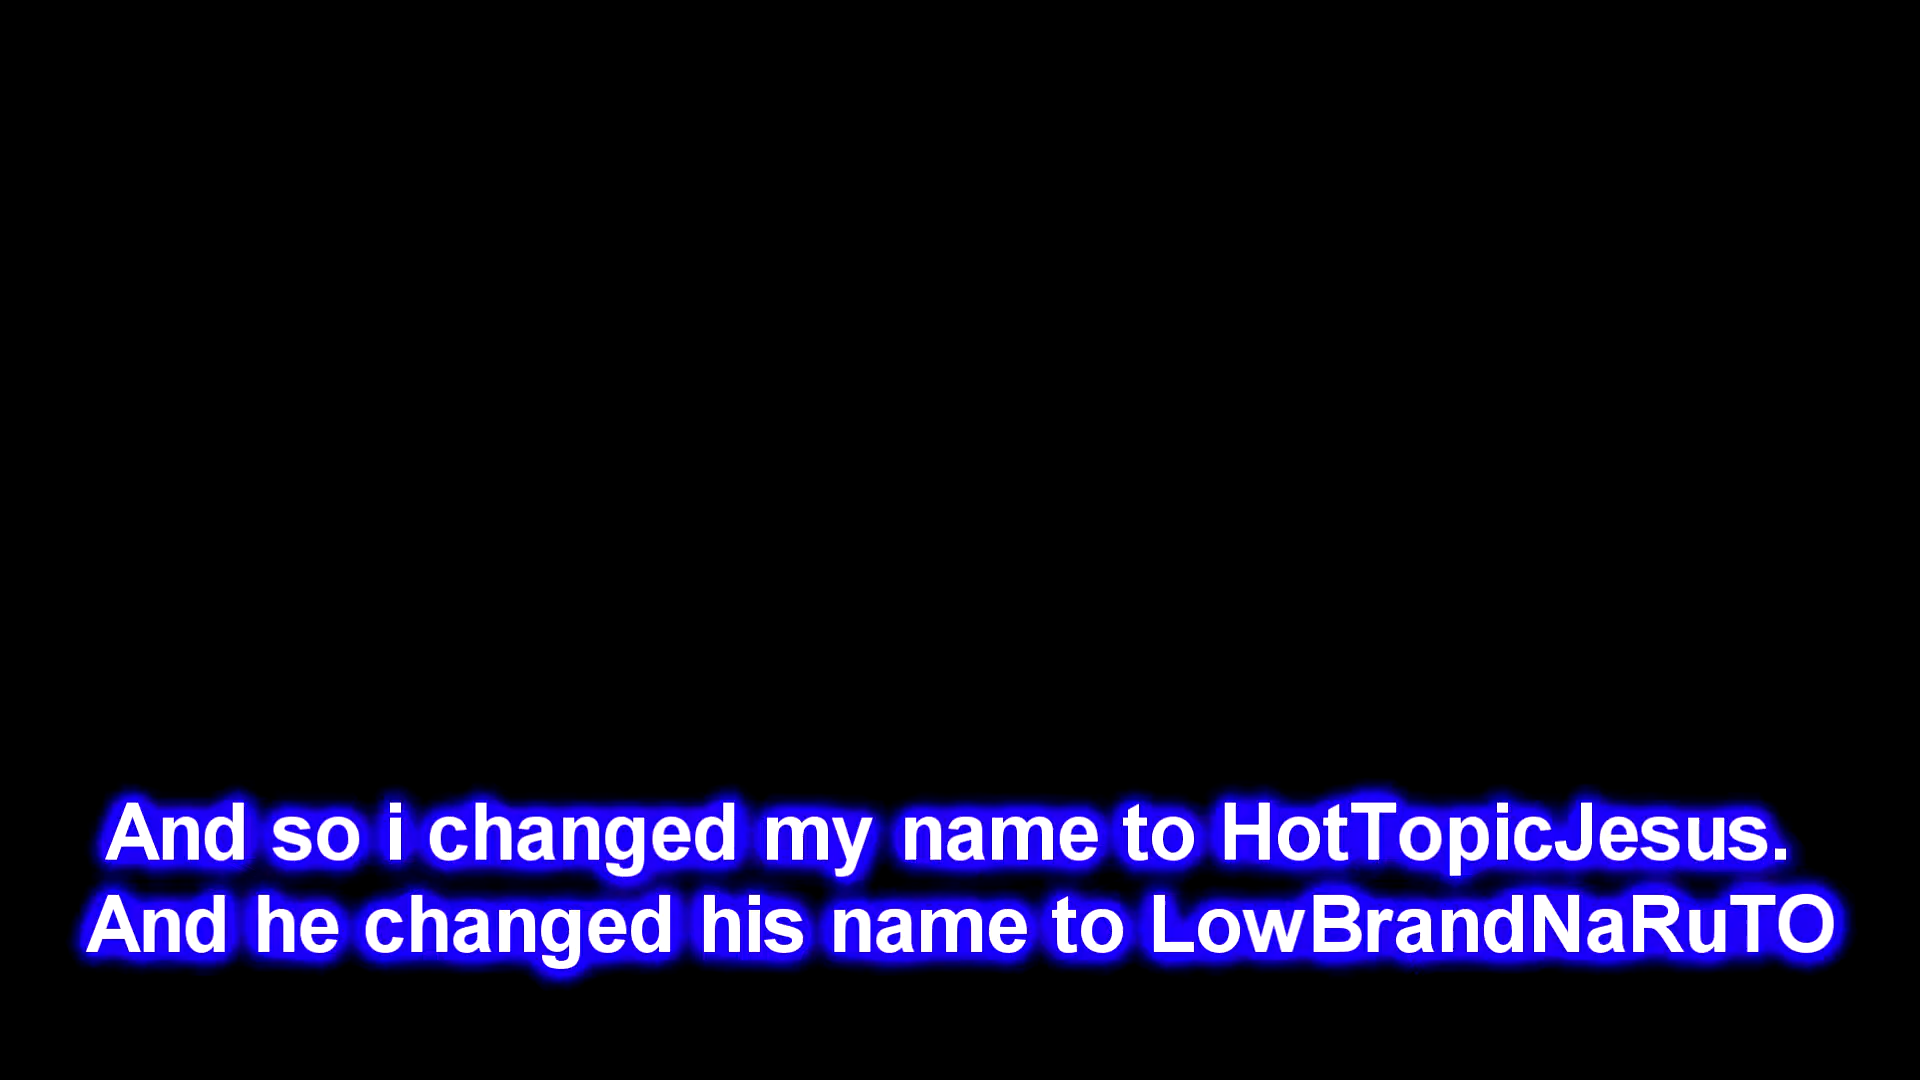 And so i changed my name to HotTopicJesus.
And he changed his name to LowBrandNaRuTO